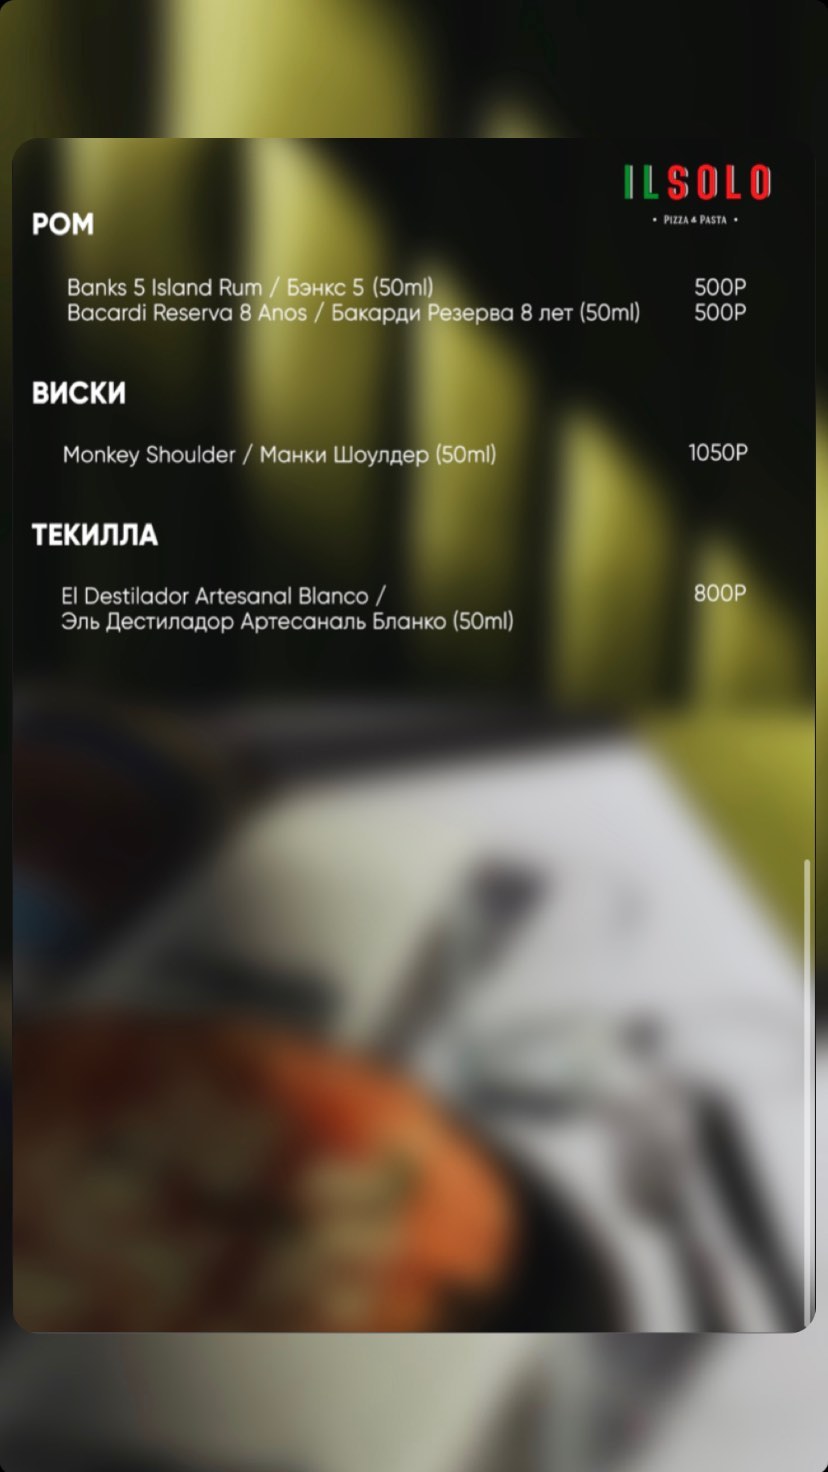 ILSOLO
• PIZZA & PASTA •
РОМ
Banks 5 Island Rum / Бэнкс 5 (50ml) 500Р
Bacardi Reserva 8 Anos / Бакарди Резерва 8 лет (50ml) 500Р
ВИСКИ
Monkey Shoulder / Манки Шоулдер (50ml) 1050Р
ТЕКИЛЛА
El Destilador Artesanal Blanco / 800Р
Эль Дестиладор Артесаналь Бланко (50ml)